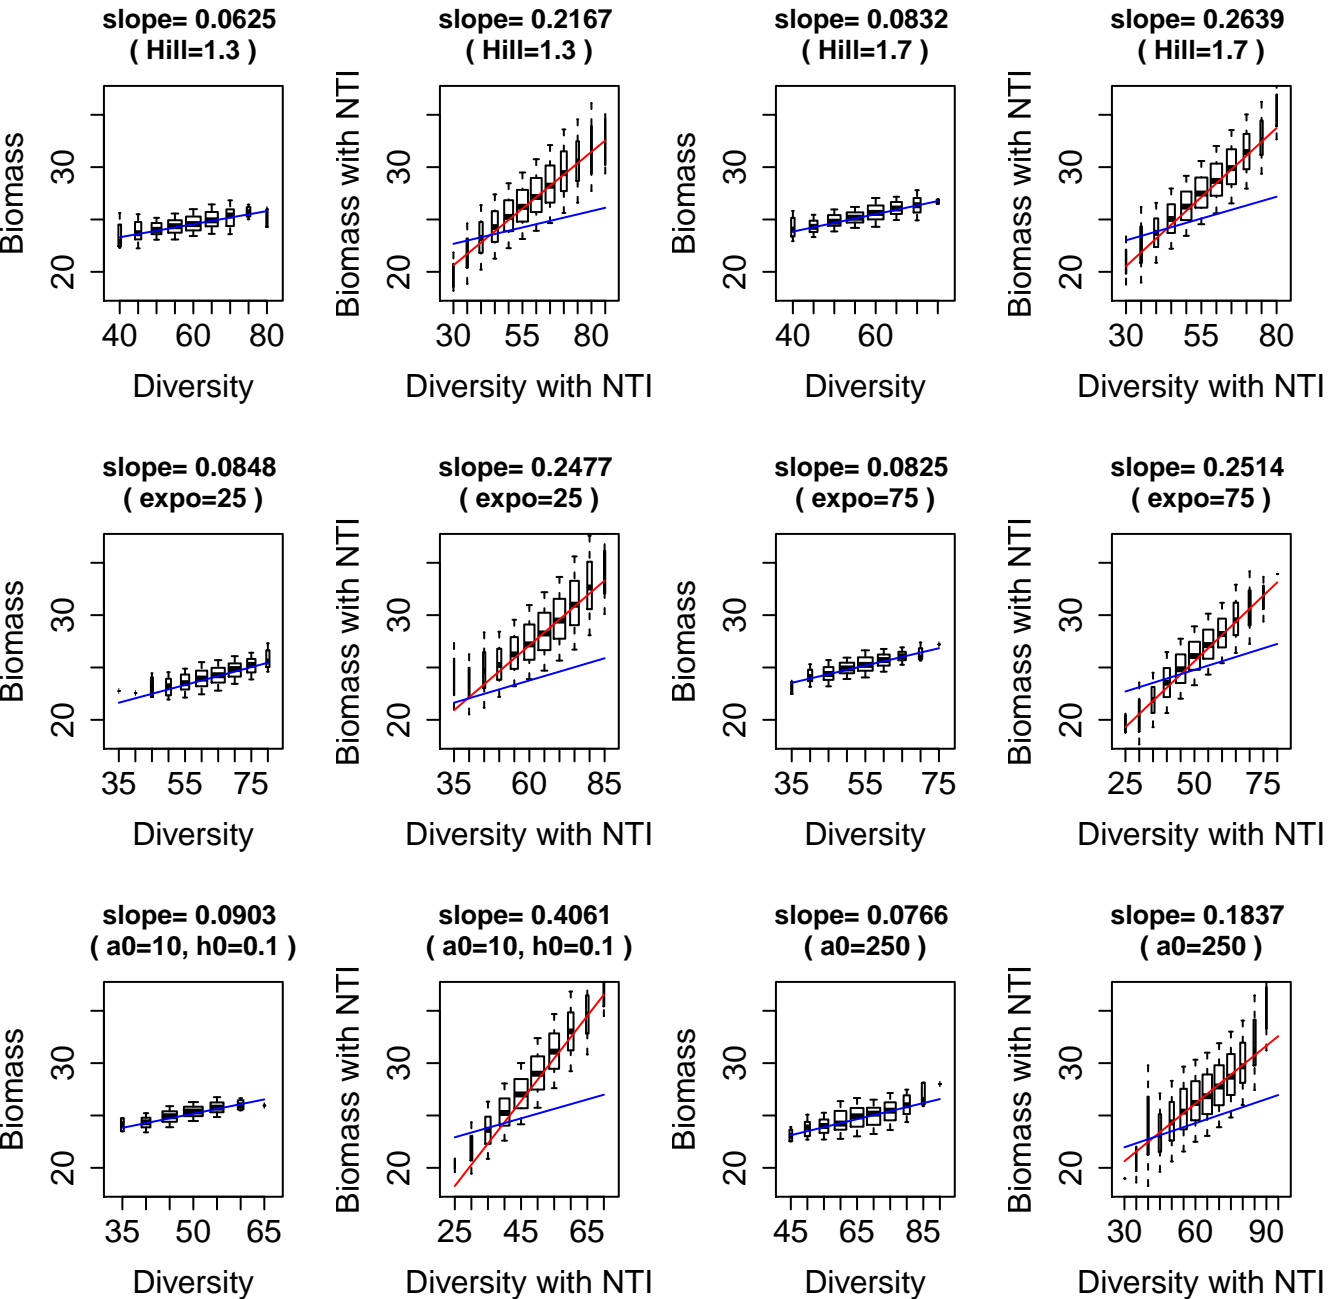 slope= 0.0625
( Hill=1.3 )
Biomass
20
30
40
60
80
Diversity
slope= 0.2167
( Hill=1.3 )
Biomass with NTI
20
30
30
55
80
Diversity with NTI
slope= 0.0832
( Hill=1.7 )
Biomass
20
30
40
60
Diversity
slope= 0.2639
( Hill=1.7 )
Biomass with NTI
20
30
30
55
80
Diversity with NTI
slope= 0.0848
( expo=25 )
Biomass
20
30
35
55
75
Diversity
slope= 0.2477
( expo=25 )
Biomass with NTI
20
30
35
60
85
Diversity with NTI
slope= 0.0825
( expo=75 )
Biomass
20
30
35
55
75
Diversity
slope= 0.2514
( expo=75 )
Biomass with NTI
20
30
25
50
75
Diversity with NTI
slope= 0.0903
( a0=10, h0=0.1 )
Biomass
20
30
35
50
65
Diversity
slope= 0.4061
( a0=10, h0=0.1 )
Biomass with NTI
20
30
25
45
65
Diversity with NTI
slope= 0.0766
( a0=250 )
Biomass
20
30
45
65
85
Diversity
slope= 0.1837
( a0=250 )
Biomass with NTI
20
30
30
60
90
Diversity with NTI